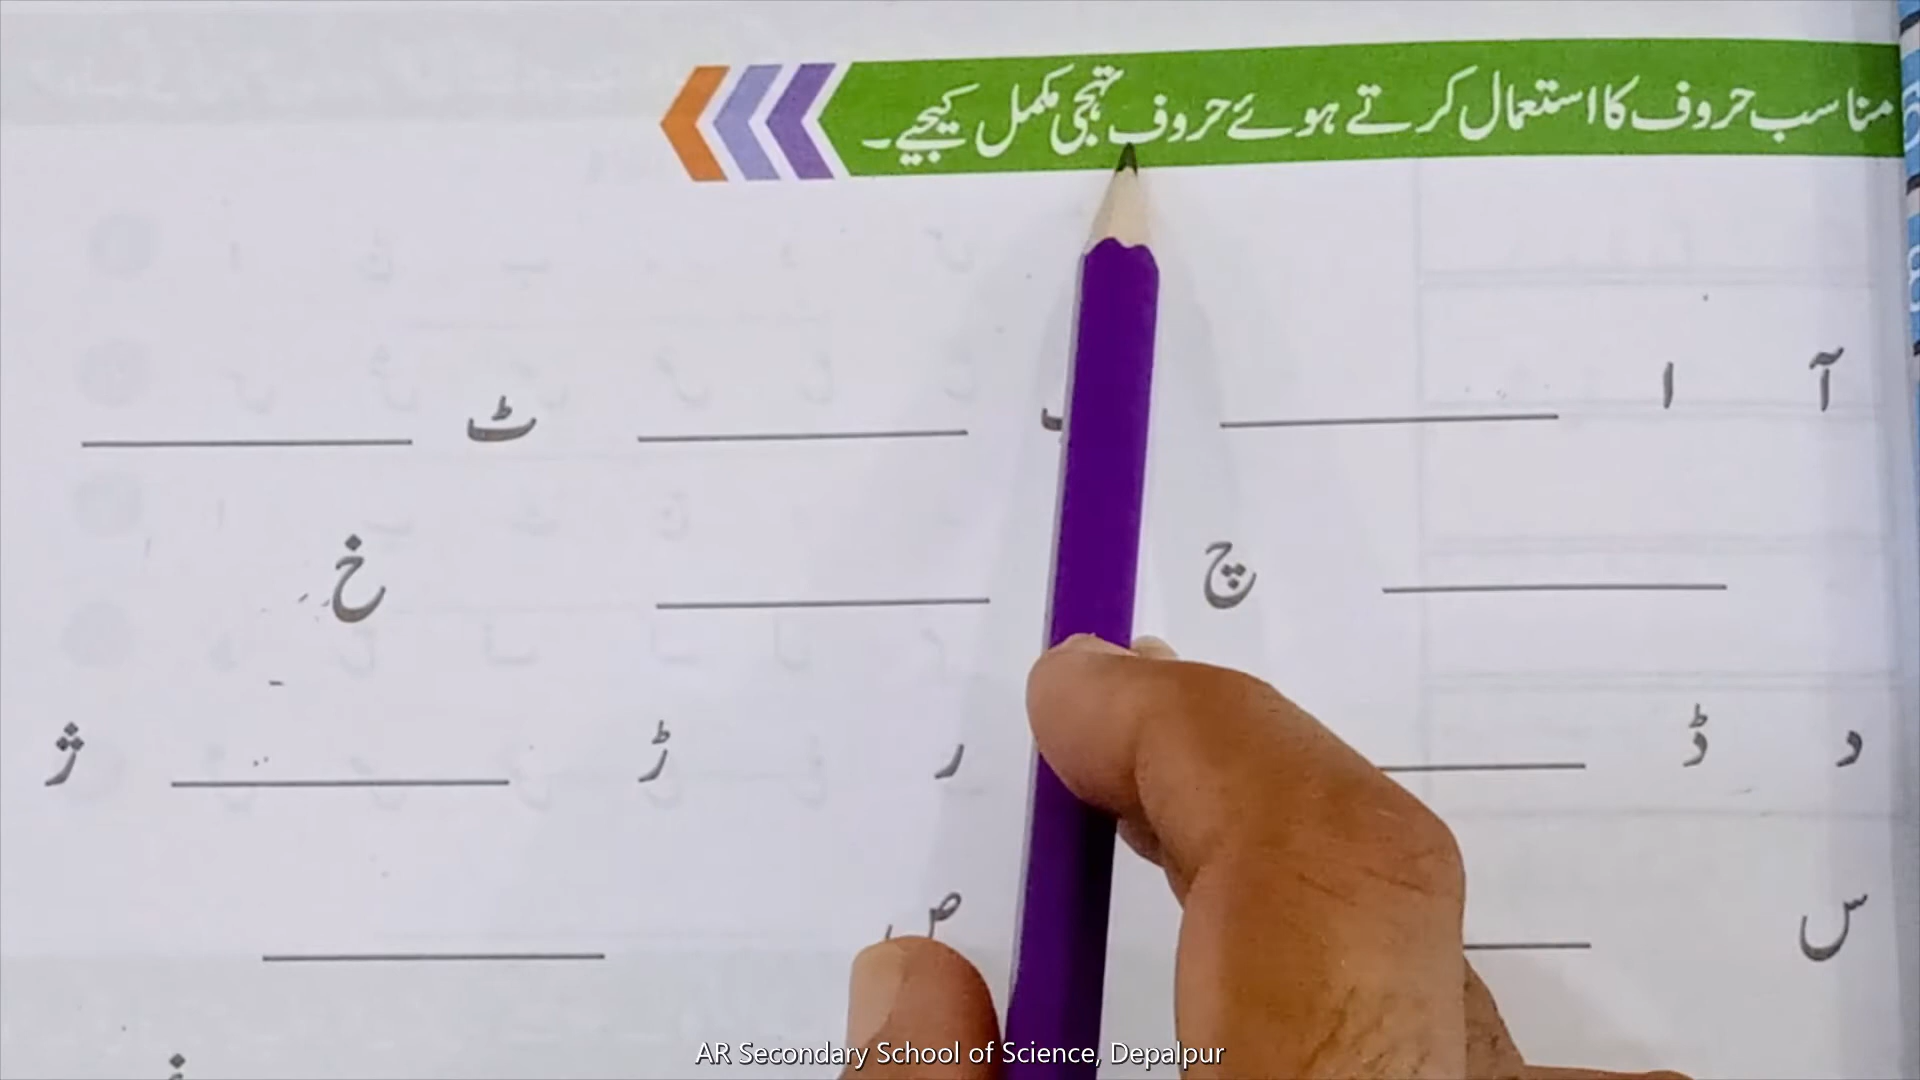 مناسب حروف کا استعمال کرتے ہوئے حروف تہجی مکمل کیجیے۔
آ ا ٹ
چ خ
د ڈ ر ڑ ژ
س ص
AR Secondary School of Science, Depalpur